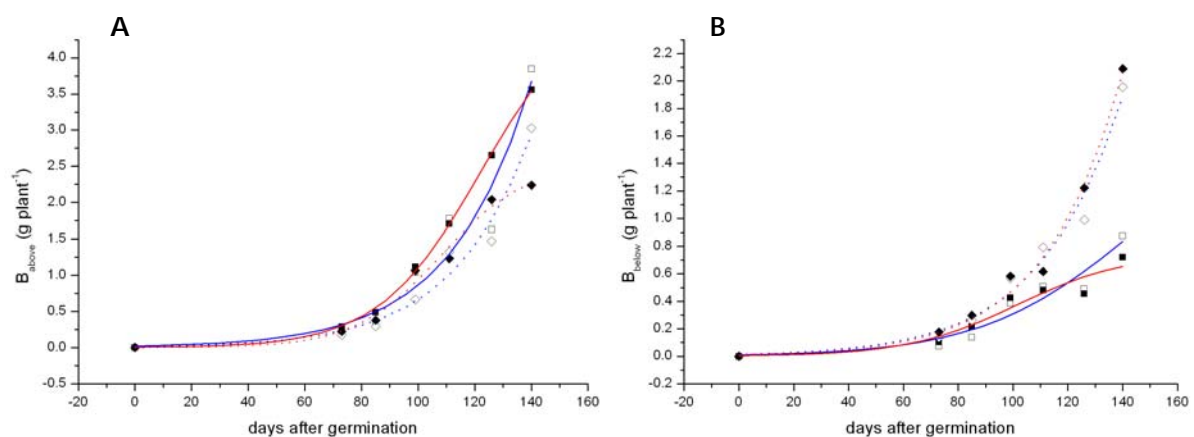 A
B
4.0
3.5
3.0
2.5
2.0
1.5
1.0
0.5
0.0
-0.5
B_above (g plant⁻¹)
-20 0 20 40 60 80 100 120 140 160
days after germination
2.2
2.0
1.8
1.6
1.4
1.2
1.0
0.8
0.6
0.4
0.2
0.0
-0.2
B_below (g plant⁻¹)
-20 0 20 40 60 80 100 120 140 160
days after germination